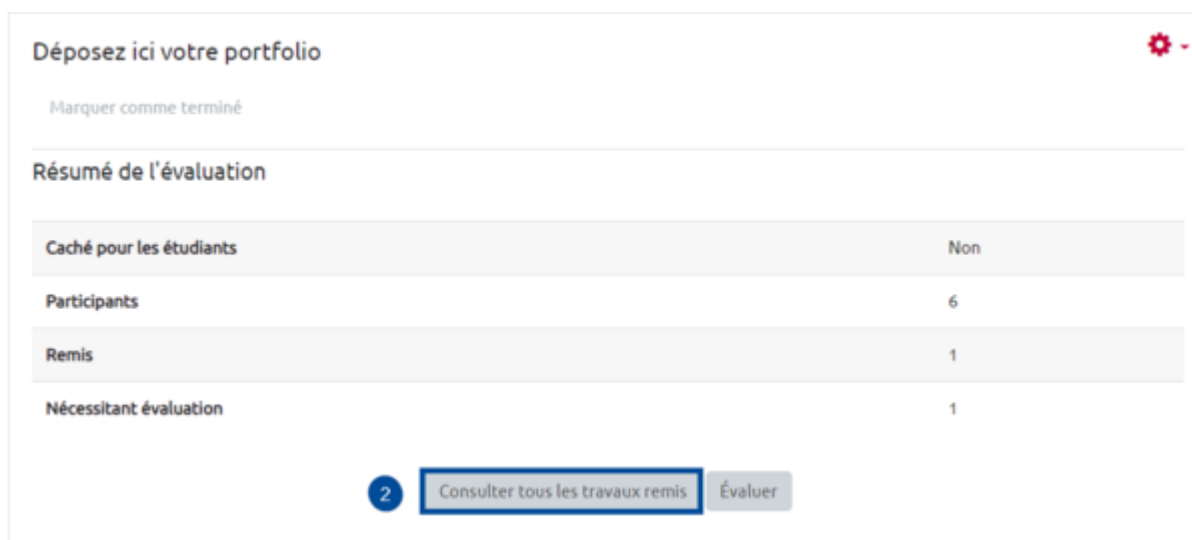 Déposez ici votre portfolio
Marquer comme terminé
Résumé de l'évaluation
Caché pour les étudiants Non
Participants 6
Remis 1
Nécessitant évaluation 1
2 Consulter tous les travaux remis Évaluer